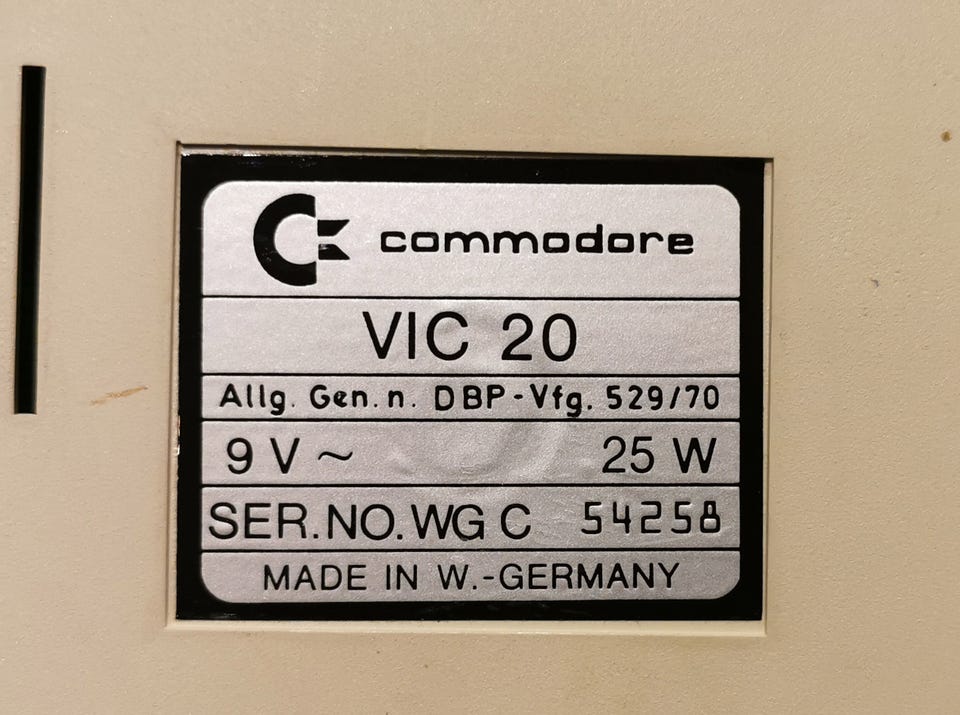 commodore
VIC 20
Allg. Gen. n. DBP-Vfg. 529/70
9 V ~ 25 W
SER.NO. WG C 54258
MADE IN W.-GERMANY